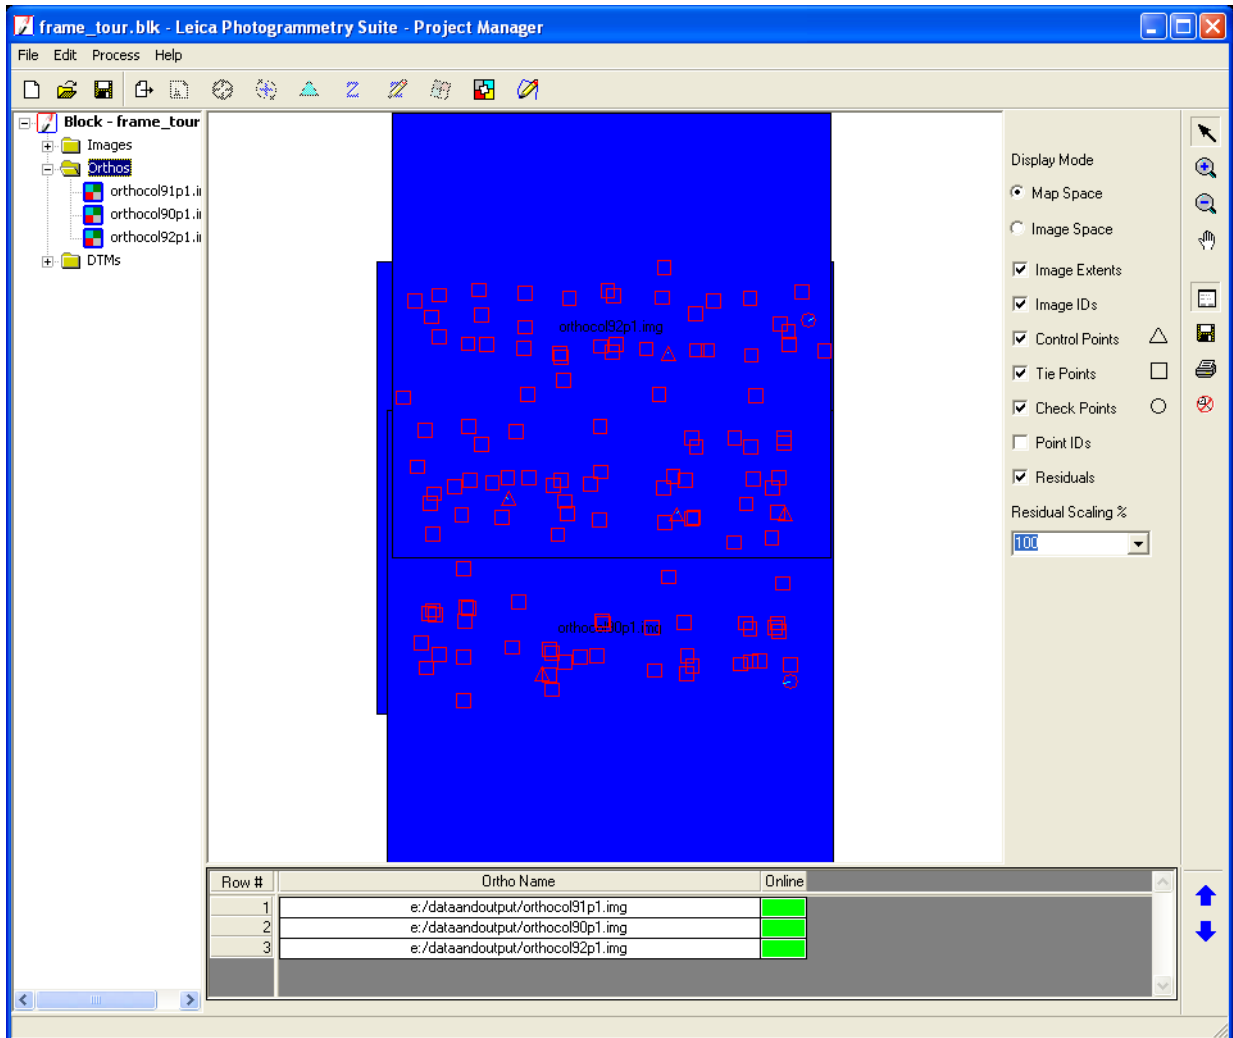 frame_tour.blk - Leica Photogrammetry Suite - Project Manager
File Edit Process Help
Block - frame_tour
Images
Orthos
orthocol91p1.i
orthocol90p1.i
orthocol92p1.i
DTMs
orthocol92p1.img
orthocol90p1.img
Display Mode
Map Space
Image Space
Image Extents
Image IDs
Control Points
Tie Points
Check Points
Point IDs
Residuals
Residual Scaling %
100
Row # Ortho Name Online
1 e:/dataandoutput/orthocol91p1.img
2 e:/dataandoutput/orthocol90p1.img
3 e:/dataandoutput/orthocol92p1.img